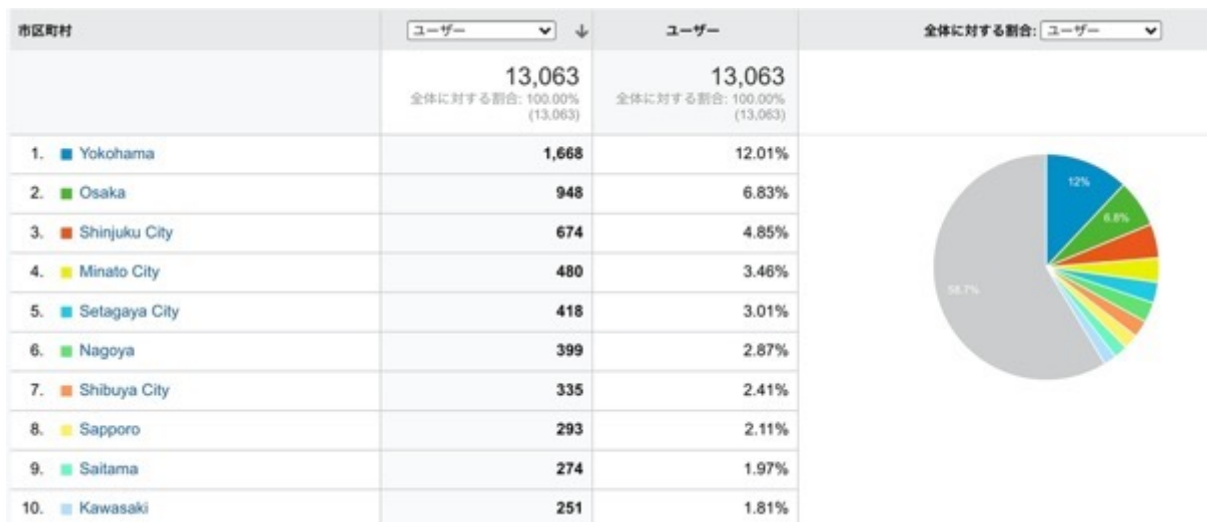 市区町村 ユーザー ユーザー 全体に対する割合: ユーザー
13,063 13,063
全体に対する割合: 100.00% 全体に対する割合: 100.00%
(13,063) (13,063)
1. Yokohama 1,668 12.01%
2. Osaka 948 6.83%
3. Shinjuku City 674 4.85%
4. Minato City 480 3.46%
5. Setagaya City 418 3.01%
6. Nagoya 399 2.87%
7. Shibuya City 335 2.41%
8. Sapporo 293 2.11%
9. Saitama 274 1.97%
10. Kawasaki 251 1.81%
12%
6.8%
58.7%